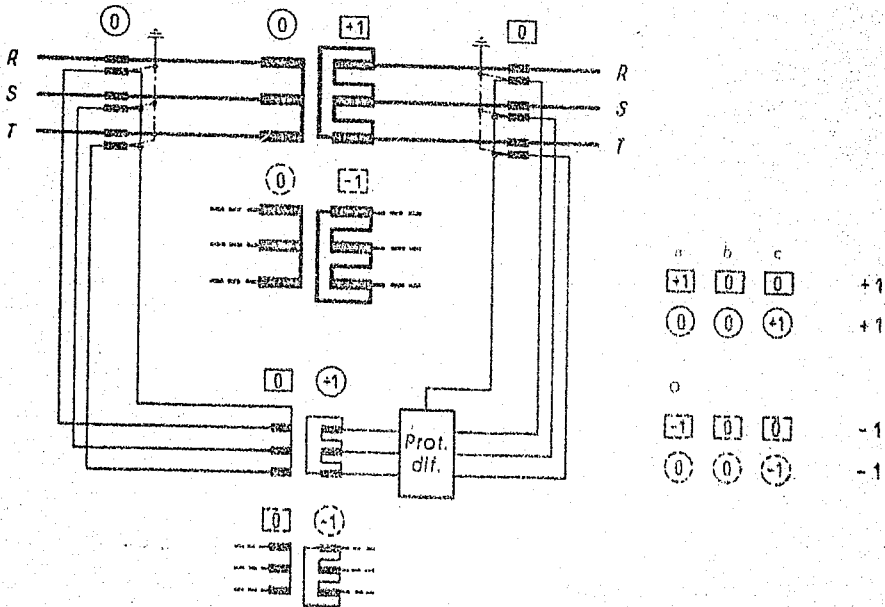 0 0 +1 0
R R
S S
T T
0 -1
a b c
+1 0 0 +1
0 0 +1 +1
0 +1
Prot.
dif.
-1 0 0 -1
0 0 -1 -1
0 -1